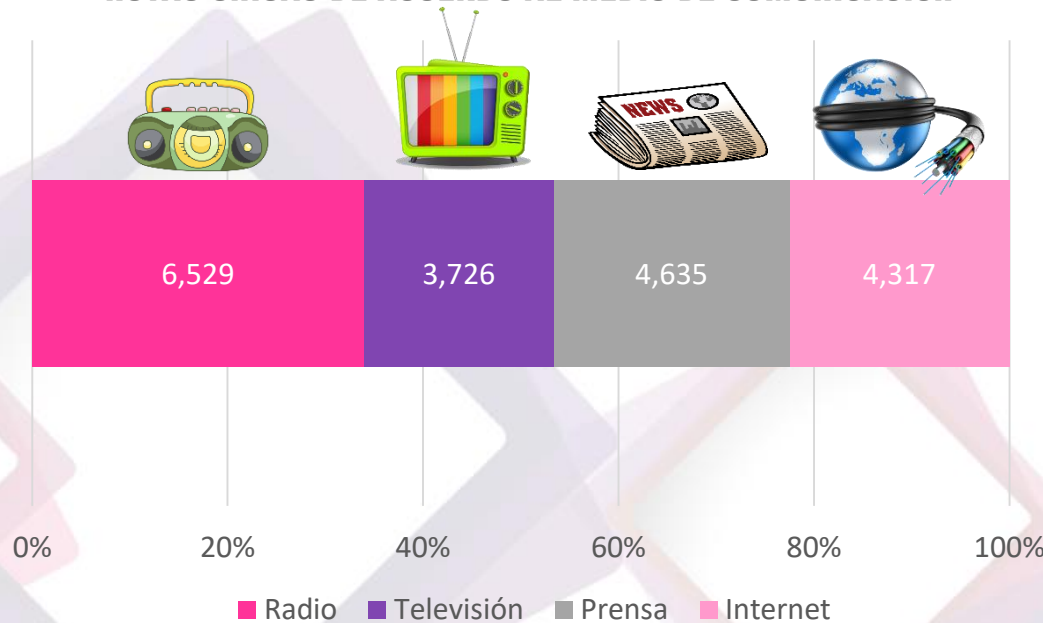 NEWS
6,529 3,726 4,635 4,317
0% 20% 40% 60% 80% 100%
Radio Televisión Prensa Internet